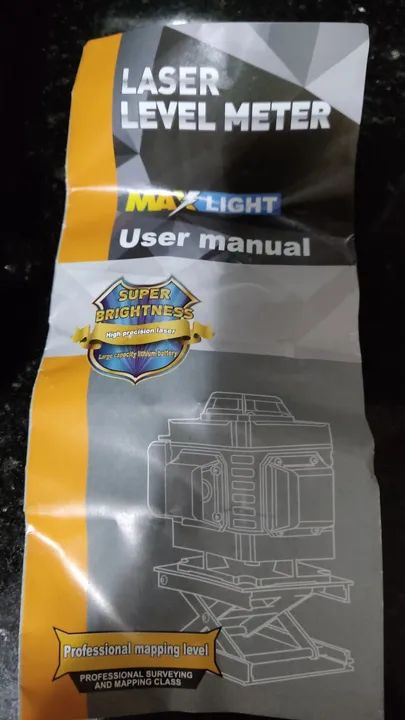 LASER
LEVEL METER
MAX LIGHT
User manual
SUPER
BRIGHTNESS
High precision laser
Large capacity lithium battery
Professional mapping level
PROFESSIONAL SURVEYING
AND MAPPING CLASS